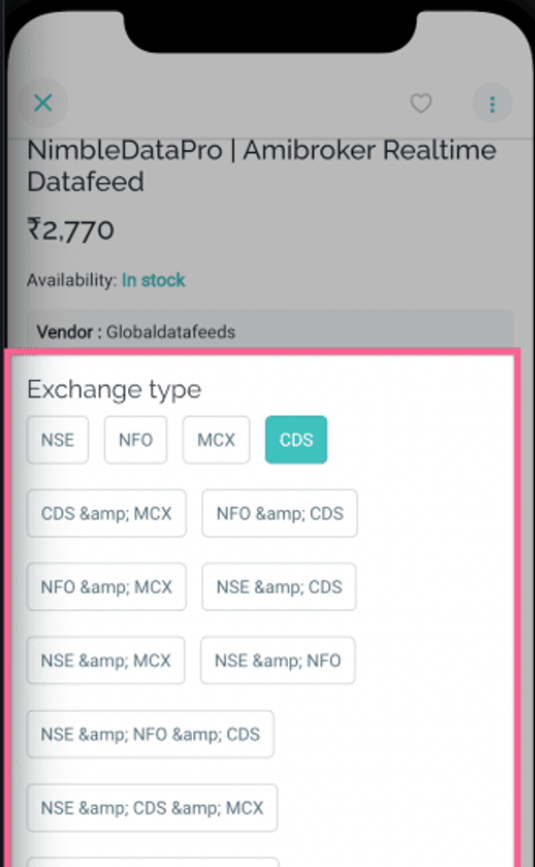 NimbleDataPro | Amibroker Realtime
Datafeed
₹2,770
Availability: In stock
Vendor : Globaldatafeeds
Exchange type
NSE NFO MCX CDS
CDS &amp; MCX NFO &amp; CDS
NFO &amp; MCX NSE &amp; CDS
NSE &amp; MCX NSE &amp; NFO
NSE &amp; NFO &amp; CDS
NSE &amp; CDS &amp; MCX